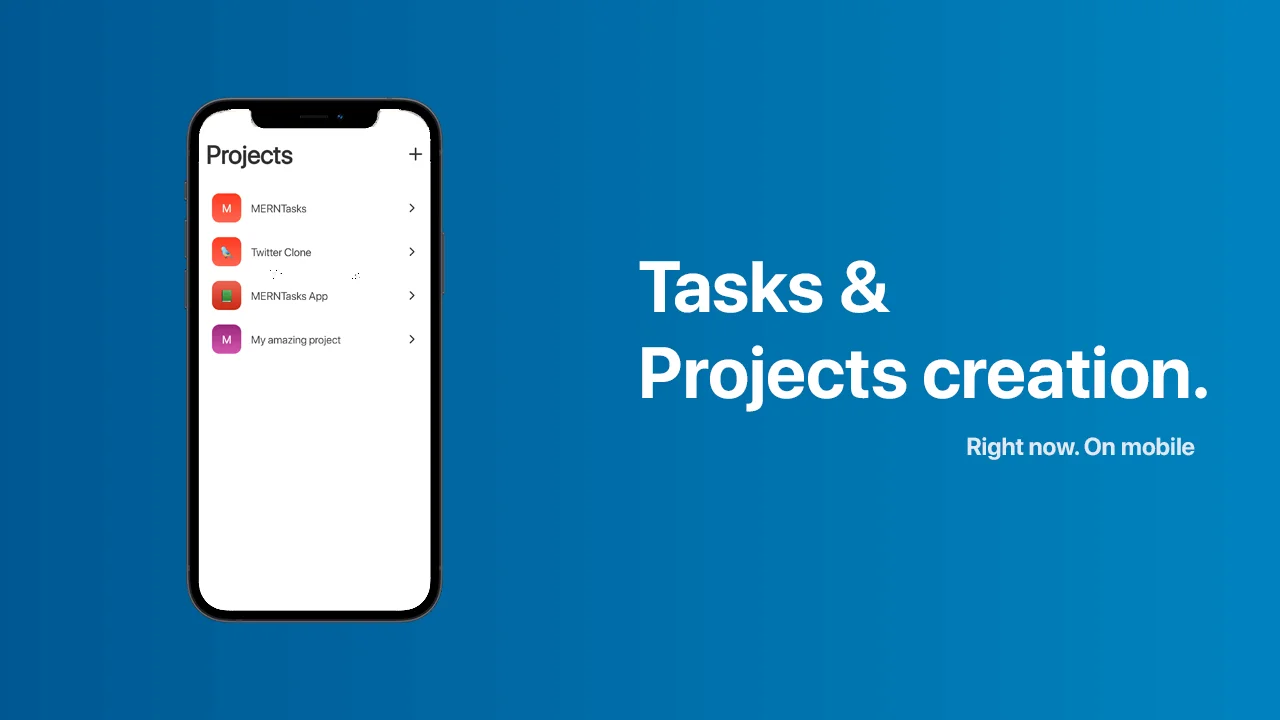 Projects
M MERNTasks
Twitter Clone
MERNTasks App
M My amazing project
Tasks &
Projects creation.
Right now. On mobile